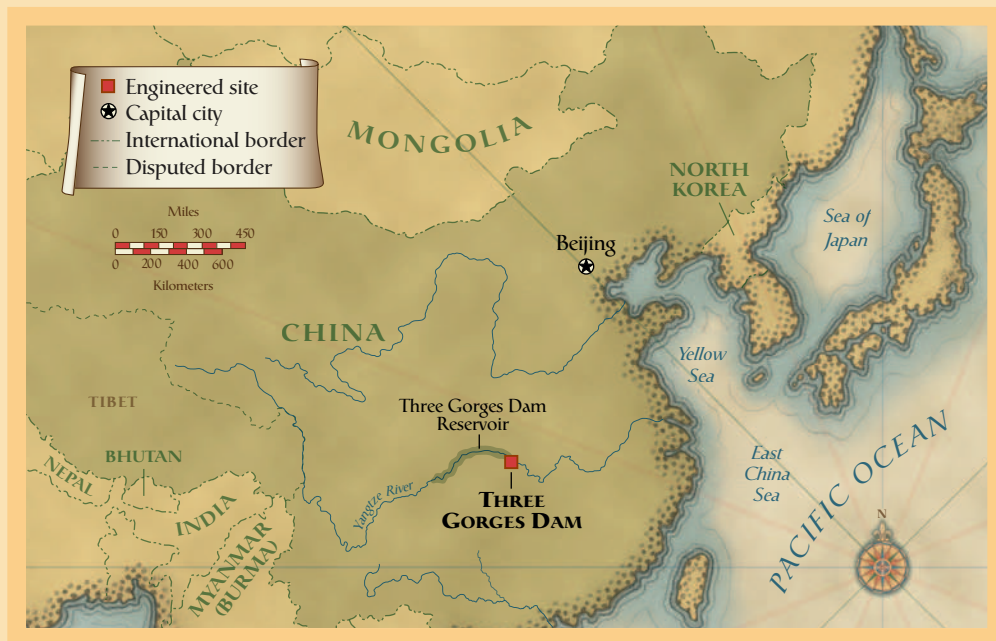 Engineered site
Capital city
International border
Disputed border
Miles
0 150 300 450
0 200 400 600
Kilometers
MONGOLIA
NORTH
KOREA
Sea of
Japan
Beijing
CHINA
Yellow
Sea
TIBET
Three Gorges Dam
Reservoir
BHUTAN
NEPAL
INDIA
MYANMAR
(BURMA)
Yangtze River
THREE
GORGES DAM
East
China
Sea
PACIFIC OCEAN
N